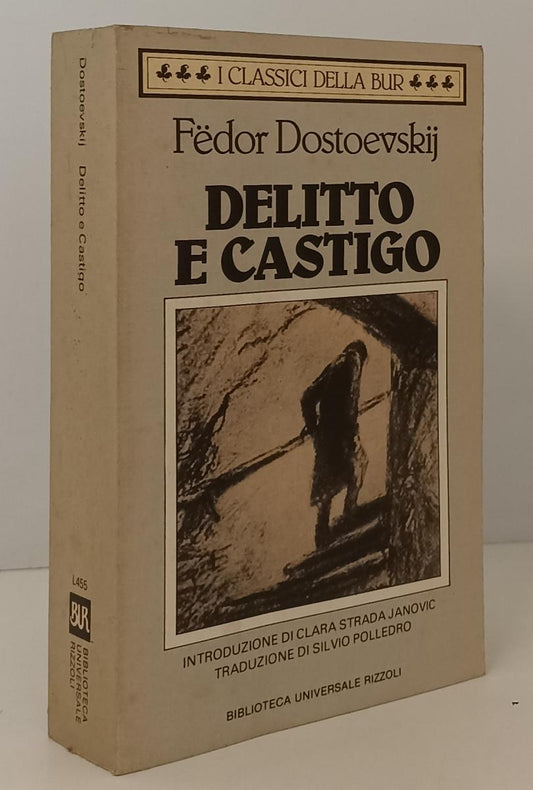 I CLASSICI DELLA BUR
Fëdor Dostoevskij
DELITTO
E CASTIGO
INTRODUZIONE DI CLARA STRADA JANOVIC
TRADUZIONE DI SILVIO POLLEDRO
BIBLIOTECA UNIVERSALE RIZZOLI
Dostoevskij Delitto e Castigo
L455
BUR
BIBLIOTECA
UNIVERSALE
RIZZOLI